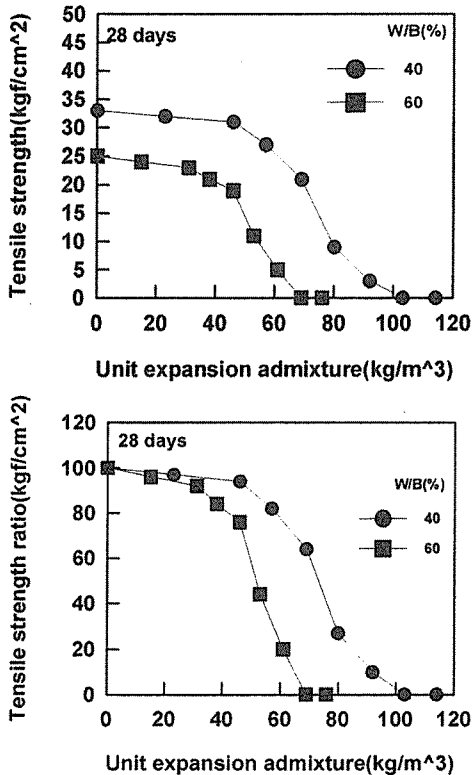 50
45
40
35
30
25
20
15
10
5
0
Tensile strength(kgf/cm^2)
28 days
W/B(%)
40
60
0 20 40 60 80 100 120
Unit expansion admixture(kg/m^3)
120
100
80
60
40
20
0
Tensile strength ratio(kgf/cm^2)
28 days
W/B(%)
40
60
0 20 40 60 80 100 120
Unit expansion admixture(kg/m^3)